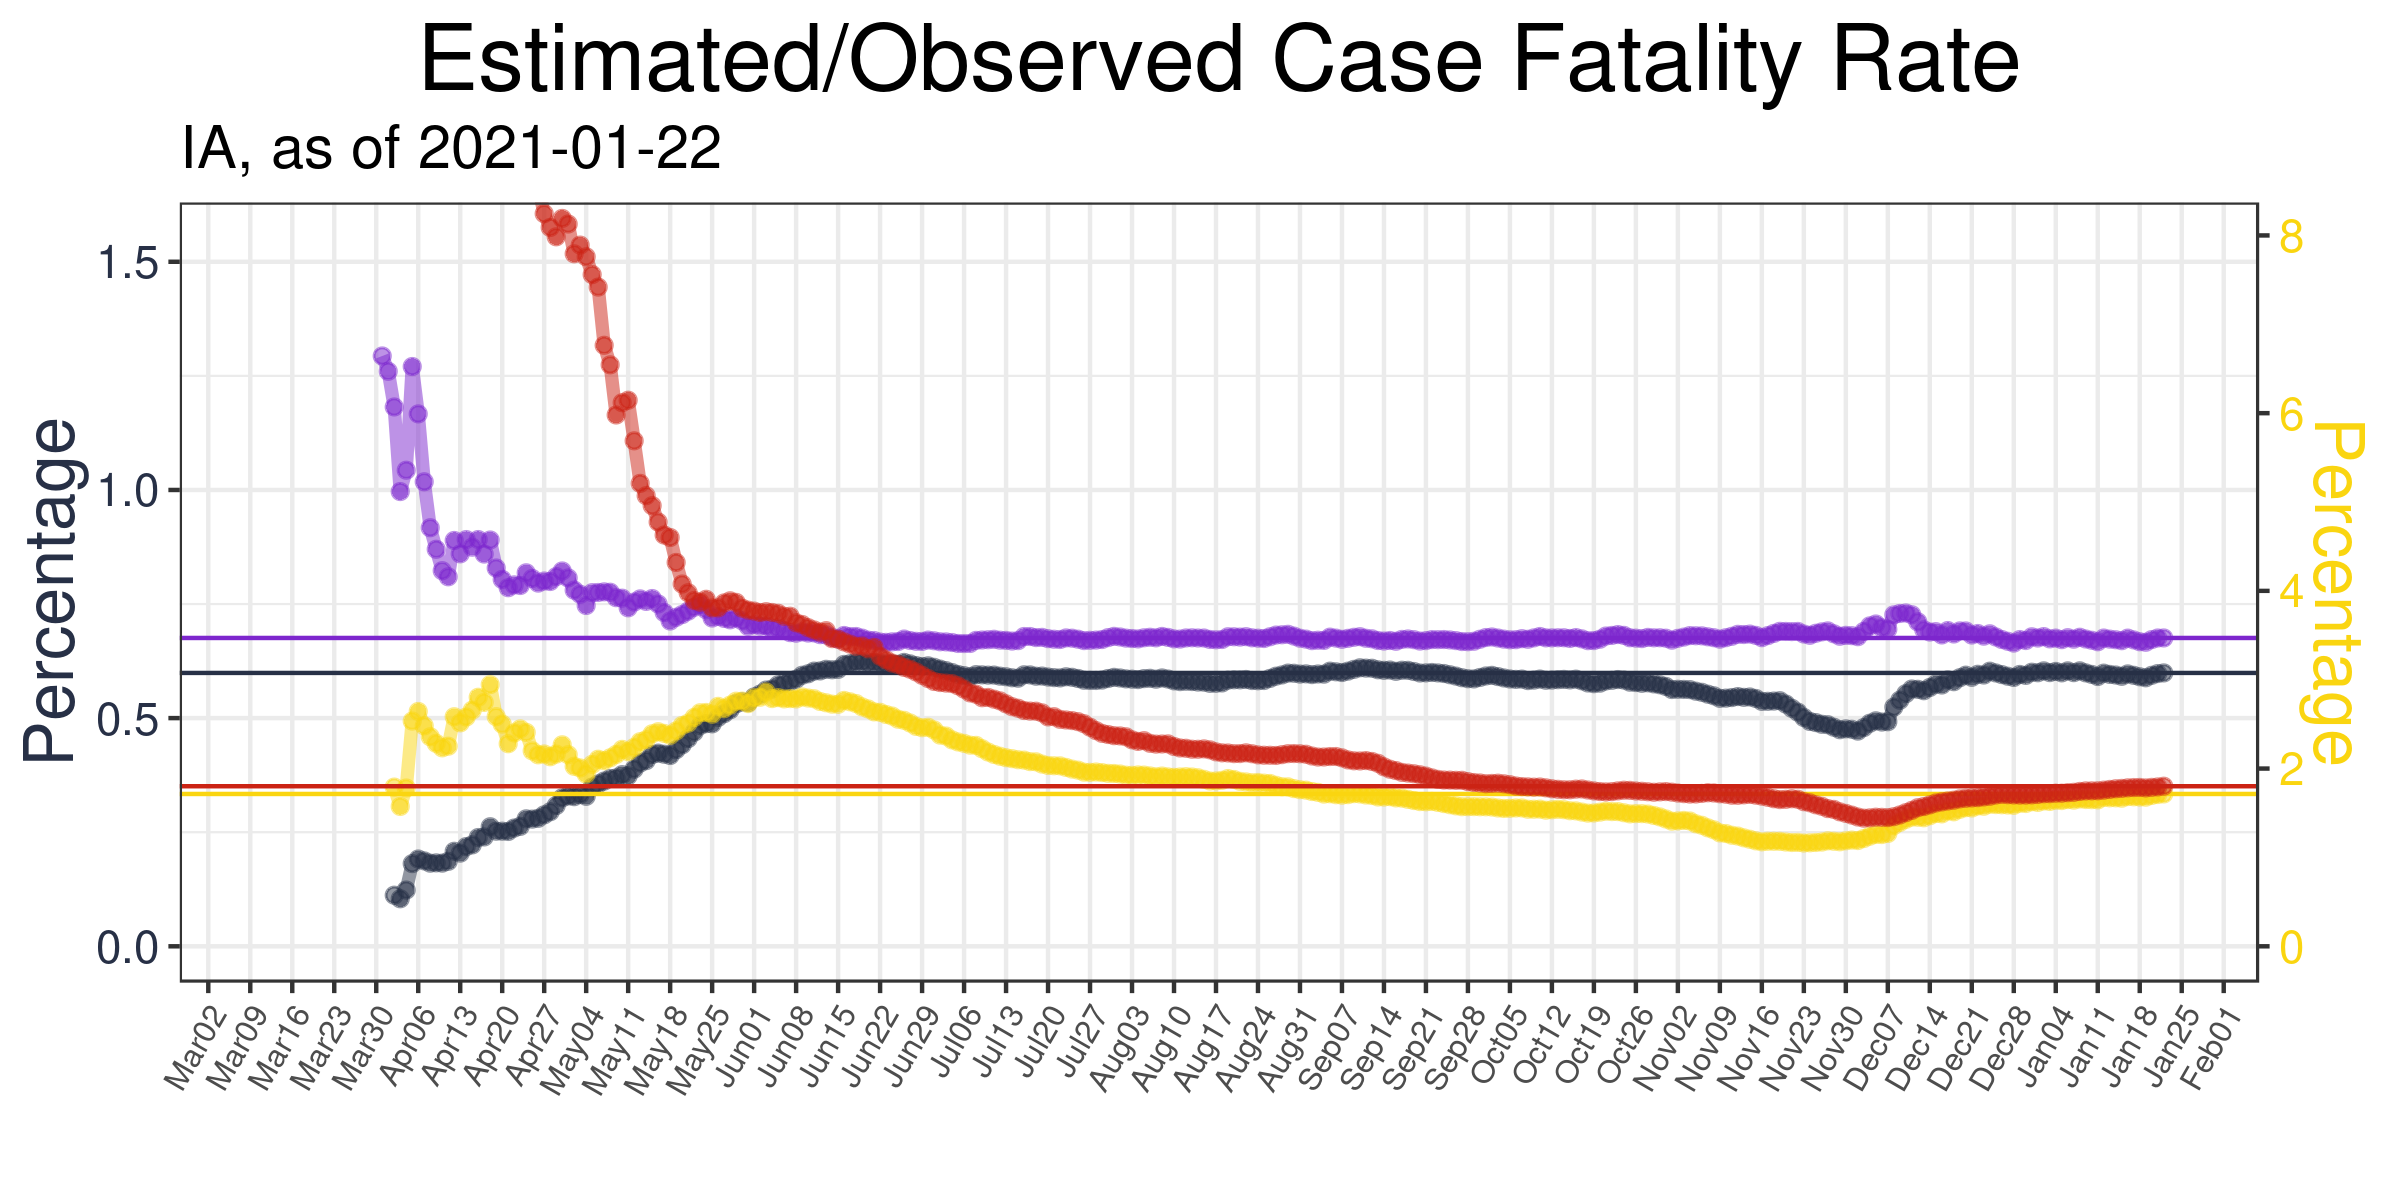 Estimated/Observed Case Fatality Rate
IA, as of 2021-01-22
Percentage
1.5
1.0
0.5
0.0
8
6
4
2
0
Percentage
Mar02 Mar09 Mar16 Mar23 Mar30 Apr06 Apr13 Apr20 Apr27 May04 May11 May18 May25 Jun01 Jun08 Jun15 Jun22 Jun29 Jul06 Jul13 Jul20 Jul27 Aug03 Aug10 Aug17 Aug24 Aug31 Sep07 Sep14 Sep21 Sep28 Oct05 Oct12 Oct19 Oct26 Nov02 Nov09 Nov16 Nov23 Nov30 Dec07 Dec14 Dec21 Dec28 Jan04 Jan11 Jan18 Jan25 Feb01